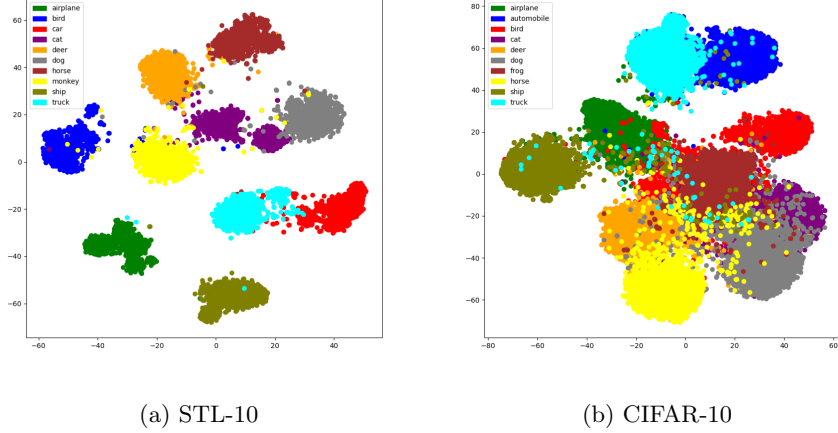 airplane
bird
car
cat
deer
dog
horse
monkey
ship
truck
60
40
20
0
−20
−40
−60
−60 −40 −20 0 20 40
(a) STL-10
airplane
automobile
bird
cat
deer
dog
frog
horse
ship
truck
80
60
40
20
0
−20
−40
−60
−80 −60 −40 −20 0 20 40 60
(b) CIFAR-10